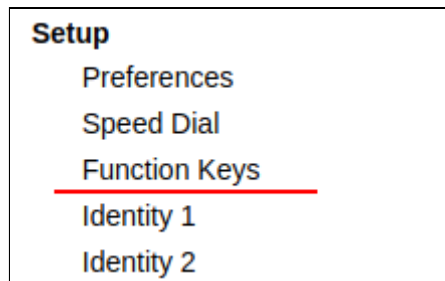 Setup
Preferences
Speed Dial
Function Keys
Identity 1
Identity 2